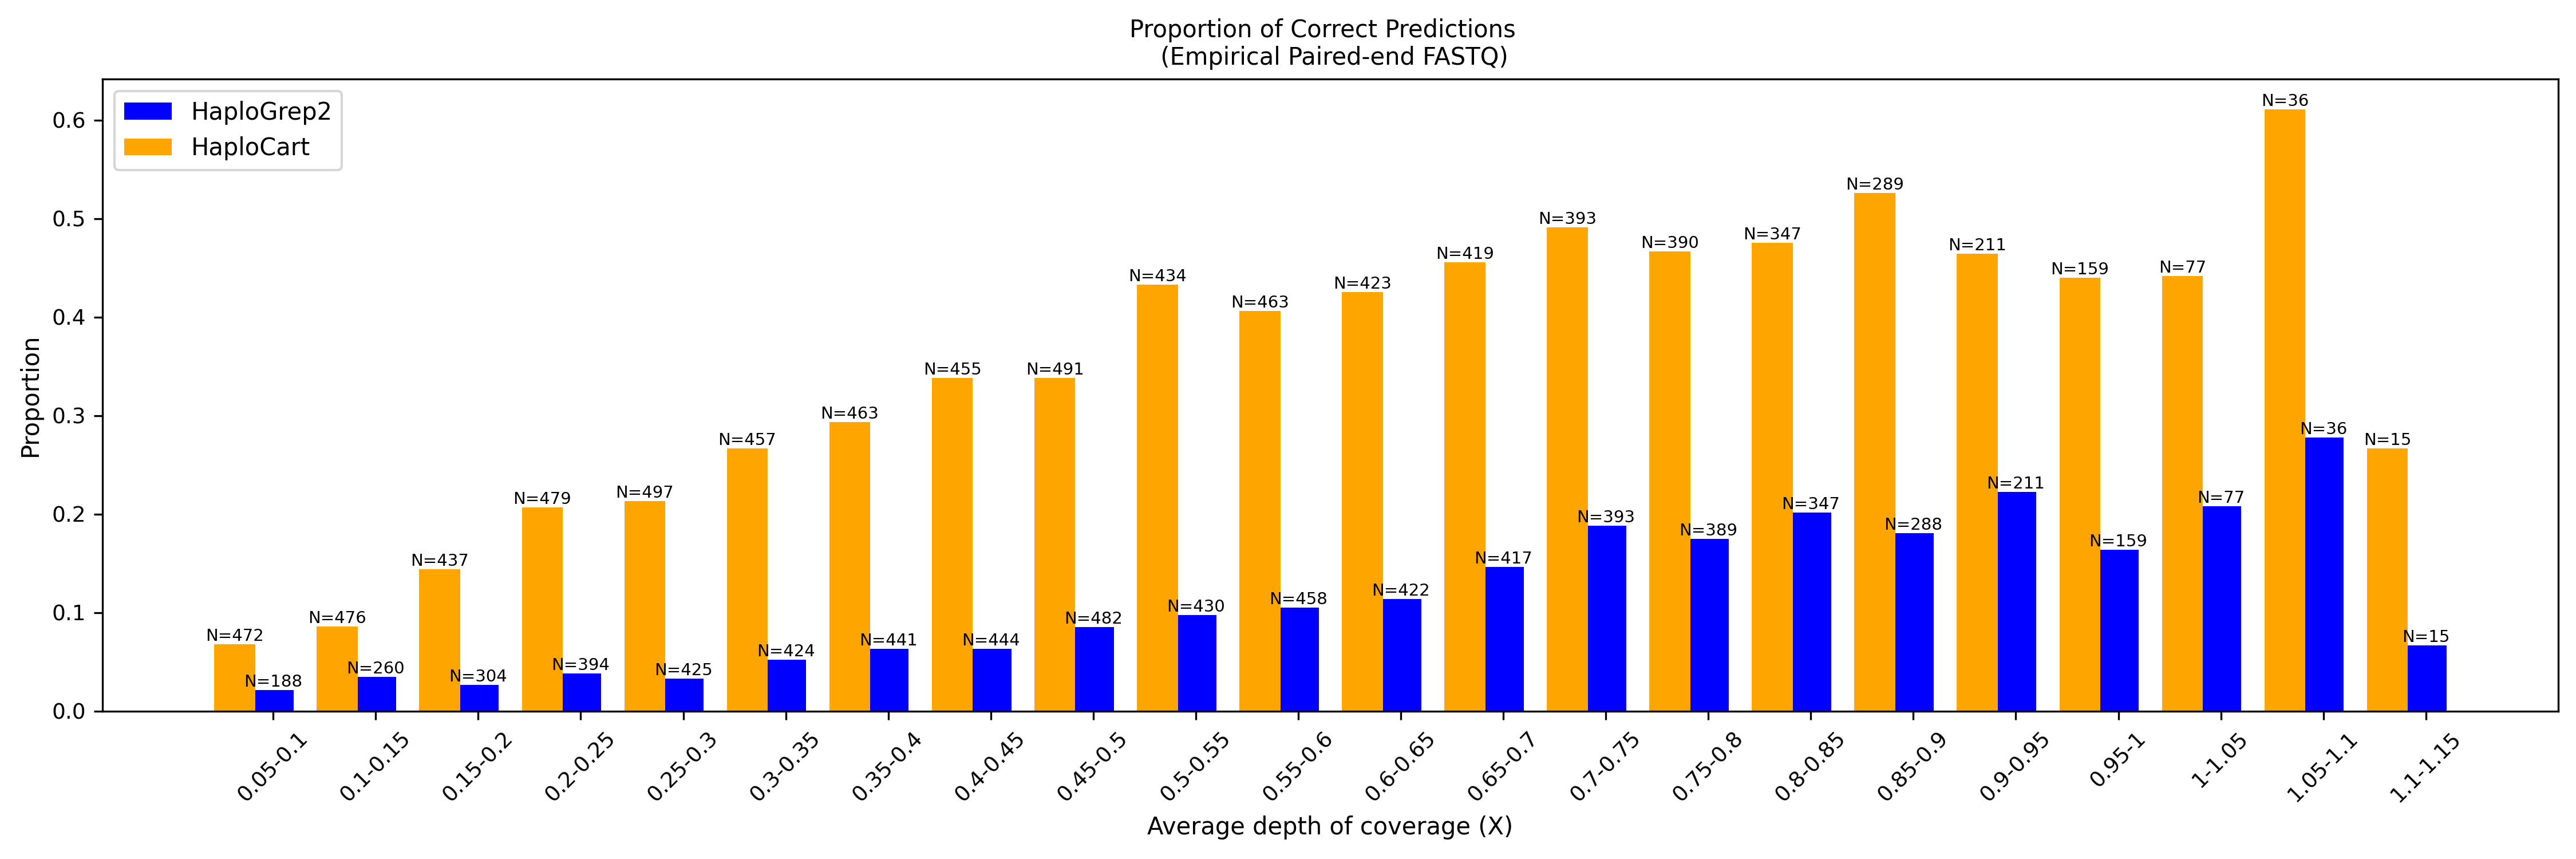 Proportion of Correct Predictions
(Empirical Paired-end FASTQ)
HaploGrep2
HaploCart
Proportion
0.6
0.5
0.4
0.3
0.2
0.1
0.0
N=472
N=188
N=476
N=260
N=437
N=304
N=479
N=394
N=497
N=425
N=457
N=424
N=463
N=441
N=455
N=444
N=491
N=482
N=434
N=430
N=463
N=458
N=423
N=422
N=419
N=417
N=393
N=393
N=390
N=389
N=347
N=347
N=289
N=288
N=211
N=211
N=159
N=159
N=77
N=77
N=36
N=36
N=15
N=15
0.05-0.1
0.1-0.15
0.15-0.2
0.2-0.25
0.25-0.3
0.3-0.35
0.35-0.4
0.4-0.45
0.45-0.5
0.5-0.55
0.55-0.6
0.6-0.65
0.65-0.7
0.7-0.75
0.75-0.8
0.8-0.85
0.85-0.9
0.9-0.95
0.95-1
1-1.05
1.05-1.1
1.1-1.15
Average depth of coverage (X)